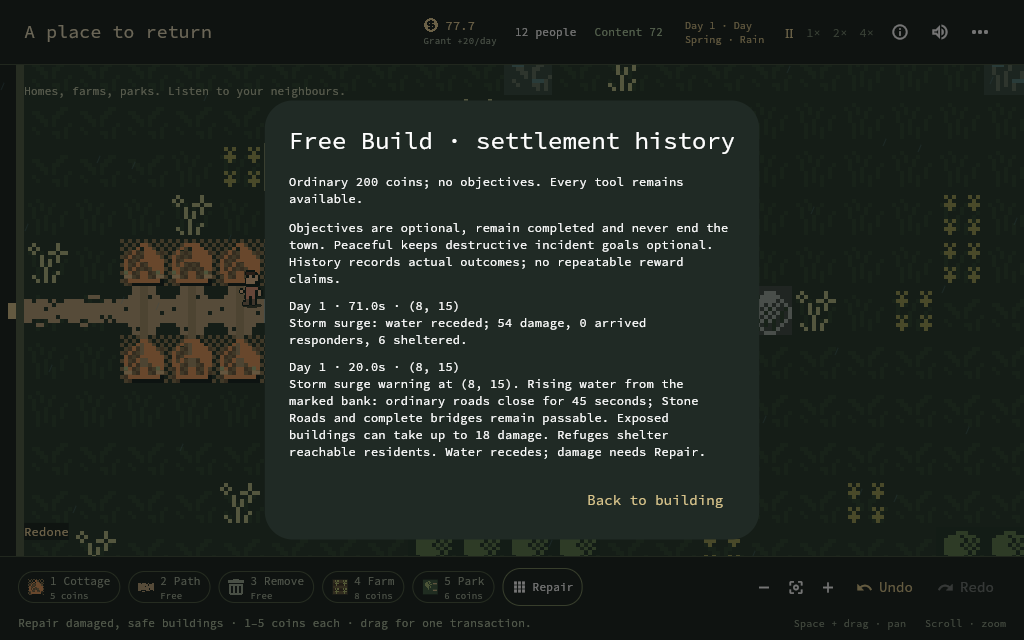 A place to return
77.7
Grant +20/day
12 people
Content 72
Day 1 · Day
Spring · Rain
1× 2× 4×
Homes, farms, parks. Listen to your neighbours.
Free Build · settlement history
Ordinary 200 coins; no objectives. Every tool remains
available.
Objectives are optional, remain completed and never end the
town. Peaceful keeps destructive incident goals optional.
History records actual outcomes; no repeatable reward
claims.
Day 1 · 71.0s · (8, 15)
Storm surge: water receded; 54 damage, 0 arrived
responders, 6 sheltered.
Day 1 · 20.0s · (8, 15)
Storm surge warning at (8, 15). Rising water from the
marked bank: ordinary roads close for 45 seconds; Stone
Roads and complete bridges remain passable. Exposed
buildings can take up to 18 damage. Refuges shelter
reachable residents. Water recedes; damage needs Repair.
Back to building
Redone
1 Cottage
5 coins
2 Path
Free
3 Remove
Free
4 Farm
8 coins
5 Park
6 coins
Repair
Undo
Redo
Repair damaged, safe buildings · 1–5 coins each · drag for one transaction.
Space + drag · pan
Scroll · zoom